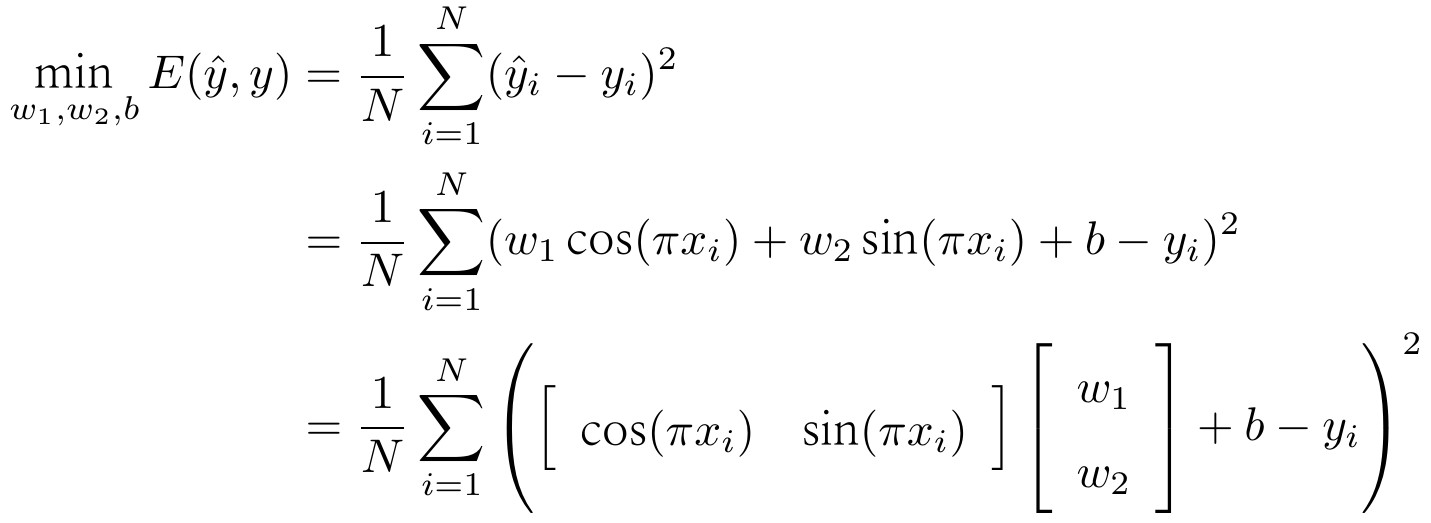 \min_{w_1,w_2,b} E(\hat{y}, y) = \frac{1}{N} \sum_{i=1}^{N} (\hat{y}_i - y_i)^2
= \frac{1}{N} \sum_{i=1}^{N} (w_1 \cos(\pi x_i) + w_2 \sin(\pi x_i) + b - y_i)^2
= \frac{1}{N} \sum_{i=1}^{N} \left( \begin{bmatrix} \cos(\pi x_i) & \sin(\pi x_i) \end{bmatrix} \begin{bmatrix} w_1 \\ w_2 \end{bmatrix} + b - y_i \right)^2